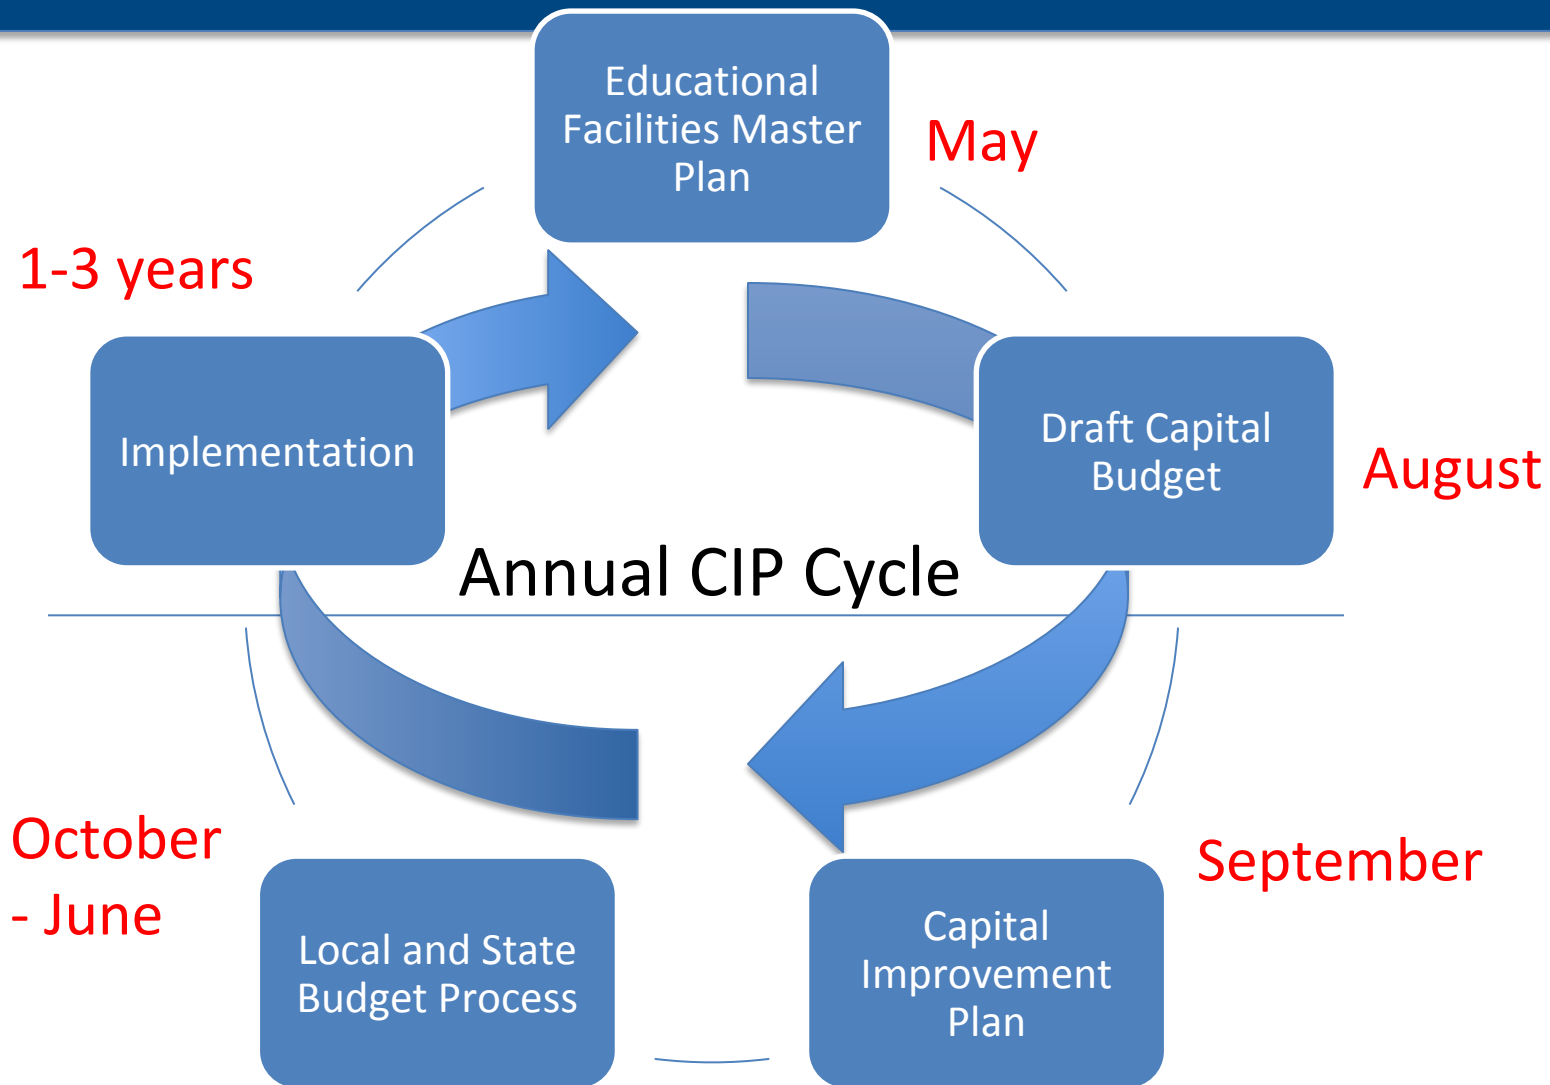 Educational
Facilities Master
Plan
May
1-3 years
Implementation
Draft Capital
Budget
August
Annual CIP Cycle
October
- June
September
Local and State
Budget Process
Capital
Improvement
Plan